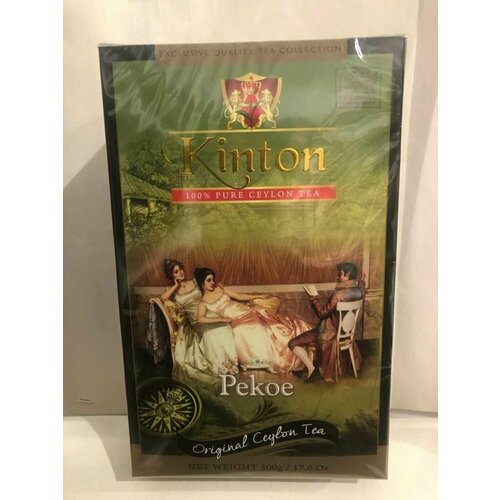 EXCLUSIVE QUALITY TEA COLLECTION
Kinton
100% PURE CEYLON TEA
Pekoe
Original Ceylon Tea
NET WEIGHT 500g / 17.6 Oz